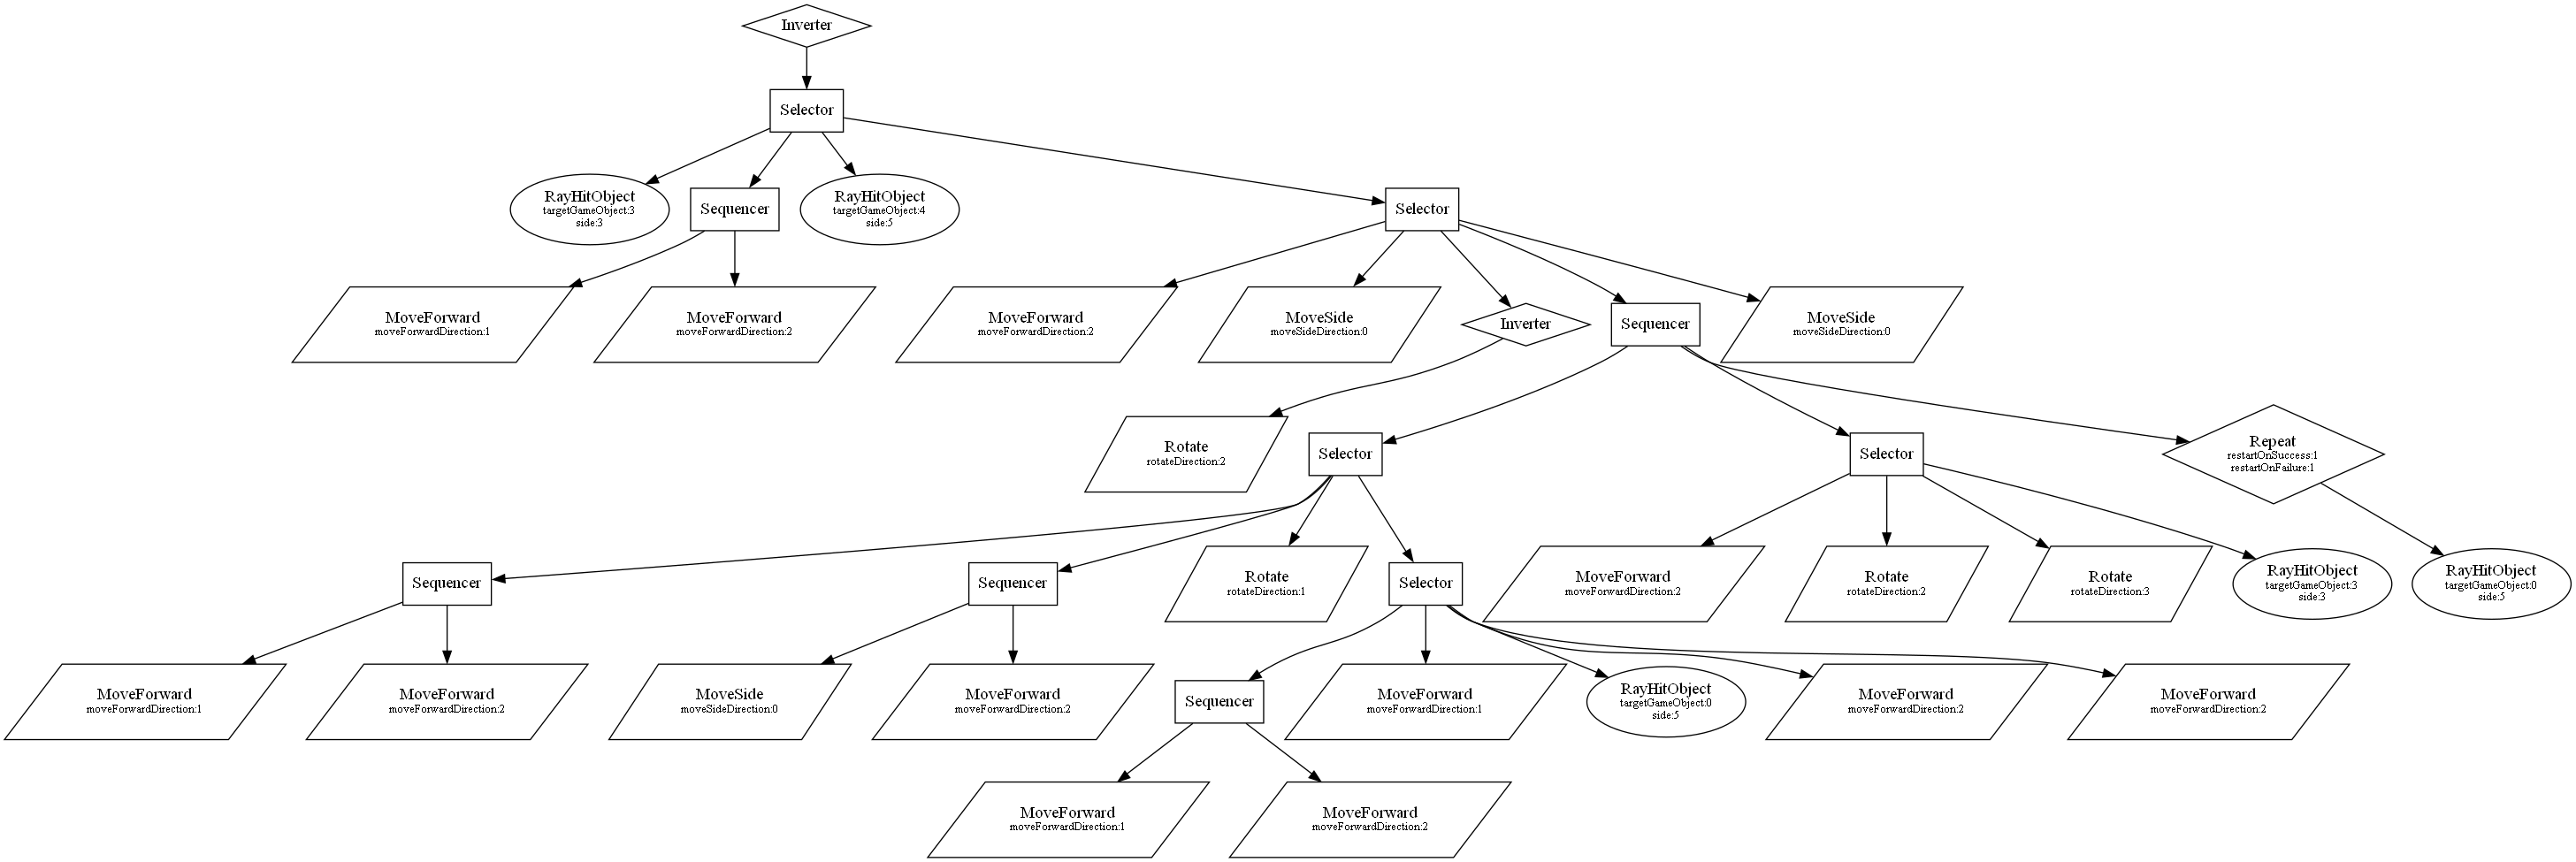 Inverter
Selector
RayHitObject
targetGameObject:3
side:3
Sequencer
RayHitObject
targetGameObject:4
side:5
Selector
MoveForward
moveForwardDirection:1
MoveForward
moveForwardDirection:2
MoveForward
moveForwardDirection:2
MoveSide
moveSideDirection:0
Inverter
Sequencer
MoveSide
moveSideDirection:0
Rotate
rotateDirection:2
Selector
Selector
Repeat
restartOnSuccess:1
restartOnFailure:1
Sequencer
Sequencer
Rotate
rotateDirection:1
Selector
MoveForward
moveForwardDirection:2
Rotate
rotateDirection:2
Rotate
rotateDirection:3
RayHitObject
targetGameObject:3
side:3
RayHitObject
targetGameObject:0
side:5
MoveForward
moveForwardDirection:1
MoveForward
moveForwardDirection:2
MoveSide
moveSideDirection:0
MoveForward
moveForwardDirection:2
Sequencer
MoveForward
moveForwardDirection:1
RayHitObject
targetGameObject:0
side:5
MoveForward
moveForwardDirection:2
MoveForward
moveForwardDirection:2
MoveForward
moveForwardDirection:1
MoveForward
moveForwardDirection:2